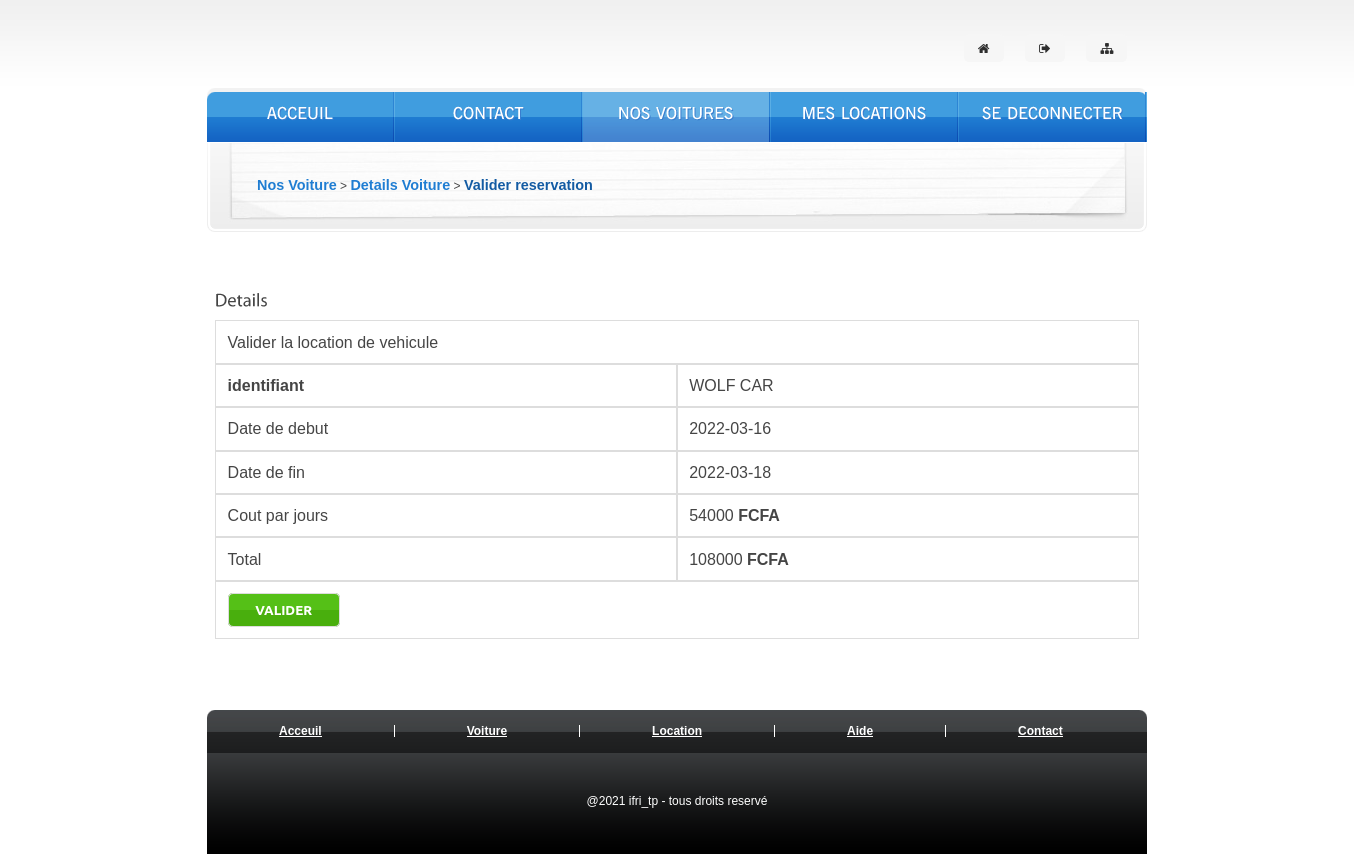 ACCEUIL CONTACT NOS VOITURES MES LOCATIONS SE DECONNECTER
Nos Voiture > Details Voiture > Valider reservation
Details
Valider la location de vehicule
identifiant WOLF CAR
Date de debut 2022-03-16
Date de fin 2022-03-18
Cout par jours 54000 FCFA
Total 108000 FCFA
VALIDER
Acceuil Voiture Location Aide Contact
@2021 ifri_tp - tous droits reservé